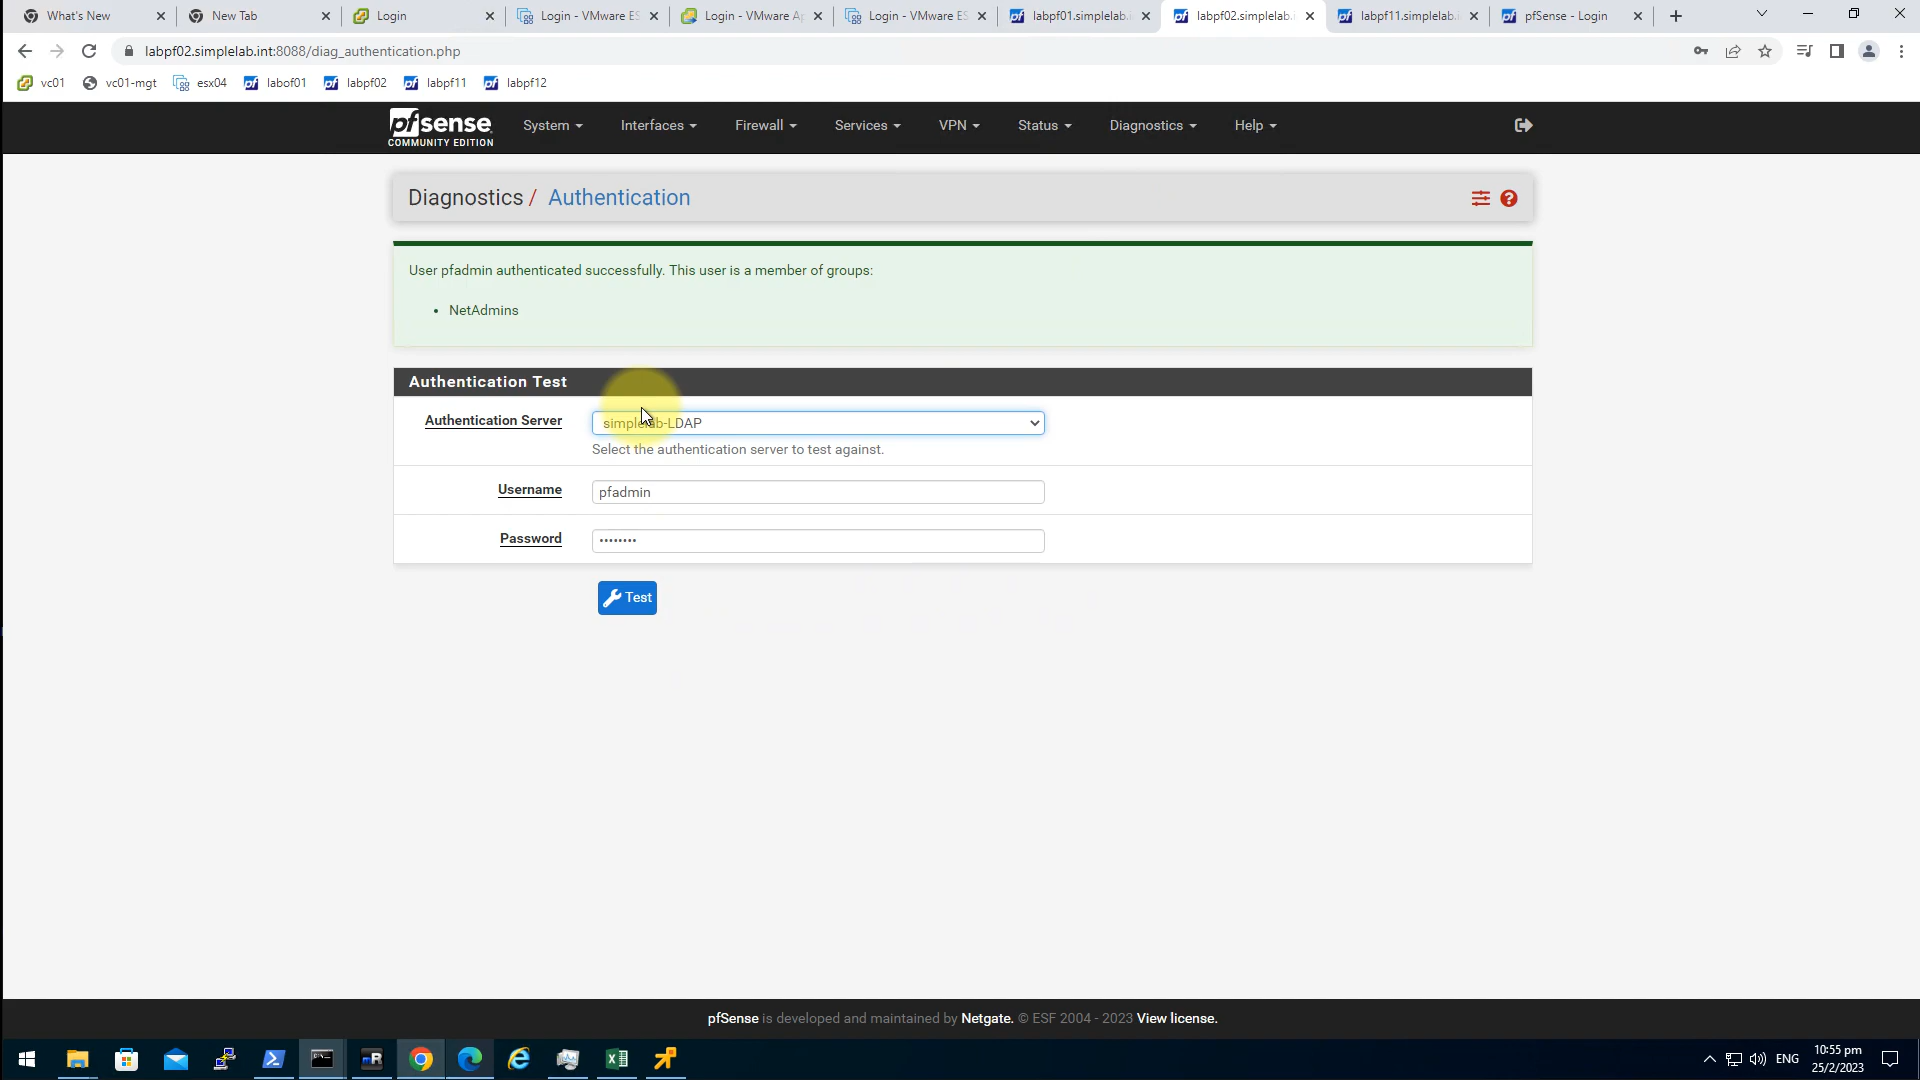 What's New
New Tab
Login
Login - VMware ES
Login - VMware Ap
Login - VMware ES
labpf01.simplelab.
labpf02.simplelab.
labpf11.simplelab.i
pfSense - Login
labpf02.simplelab.int:8088/diag_authentication.php
vc01
vc01-mgt
esx04
labof01
labpf02
labpf11
labpf12
pfsense
COMMUNITY EDITION
System
Interfaces
Firewall
Services
VPN
Status
Diagnostics
Help
Diagnostics / Authentication
User pfadmin authenticated successfully. This user is a member of groups:
• NetAdmins
Authentication Test
Authentication Server
simplelab-LDAP
Select the authentication server to test against.
Username
pfadmin
Password
••••••••
Test
pfSense is developed and maintained by Netgate. © ESF 2004 - 2023 View license.
ENG
10:55 pm
25/2/2023